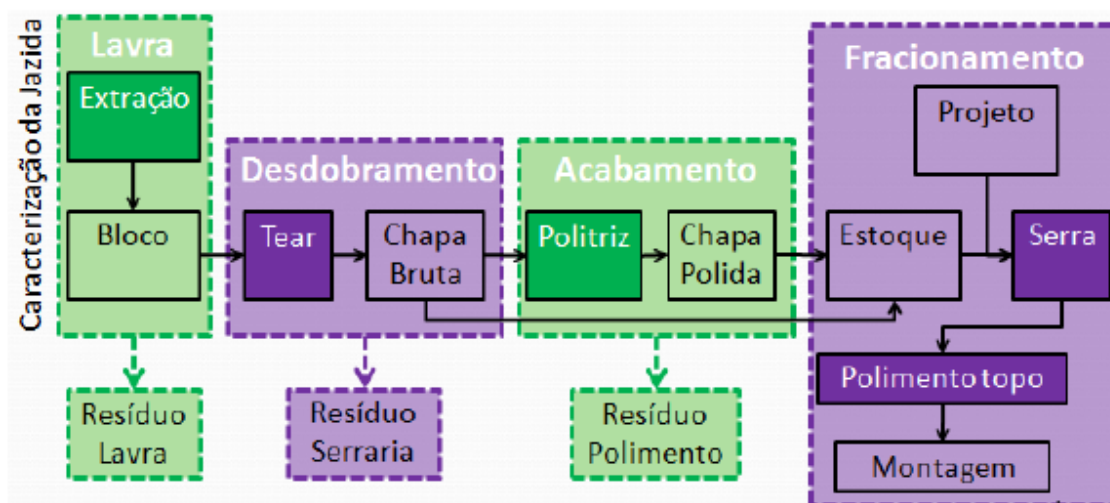 Caracterização da Jazida
Lavra
Extração
Bloco
Desdobramento
Tear
Chapa
Bruta
Acabamento
Politriz
Chapa
Polida
Fracionamento
Projeto
Estoque
Serra
Polimento topo
Montagem
Resíduo
Lavra
Resíduo
Serraria
Resíduo
Polimento